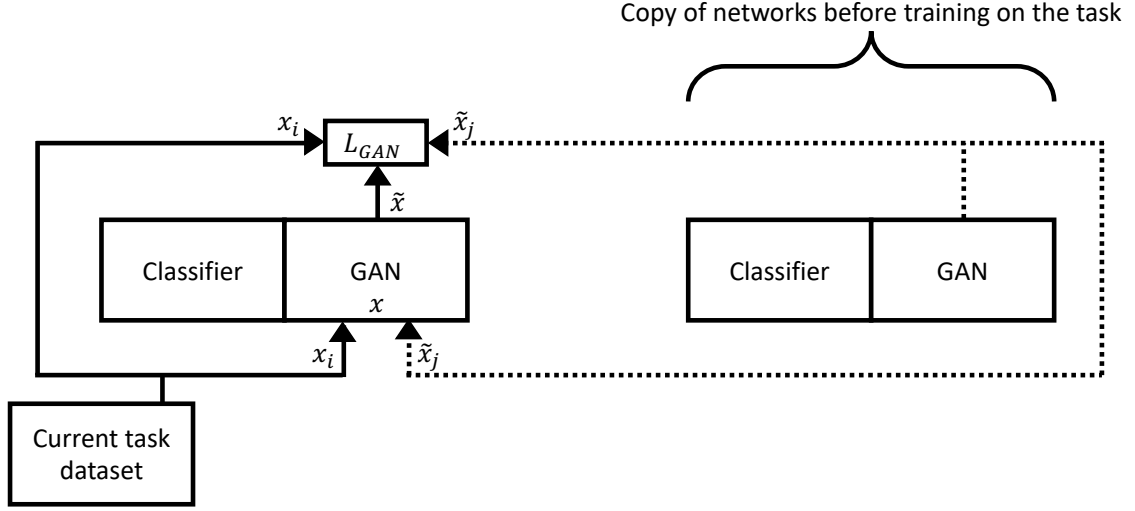 Copy of networks before training on the task
x_i
L_GAN
x̃_j
x̃
Classifier
GAN
x
Classifier
GAN
x_i
x̃_j
Current task
dataset